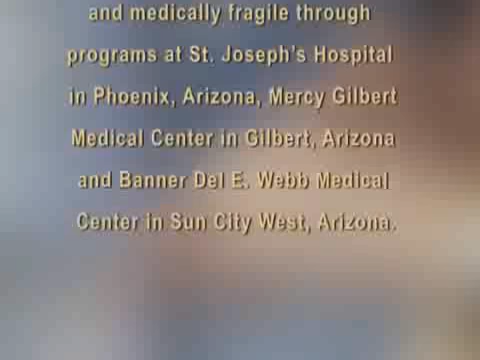 and medically fragile through
programs at St. Joseph's Hospital
in Phoenix, Arizona, Mercy Gilbert
Medical Center in Gilbert, Arizona
and Banner Del E. Webb Medical
Center in Sun City West, Arizona.